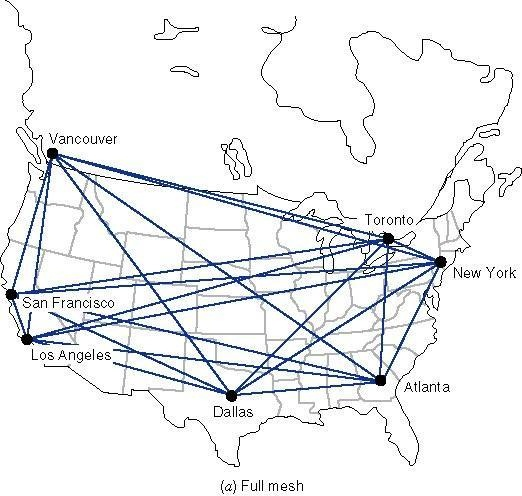 Vancouver
Toronto
New York
San Francisco
Los Angeles
Atlanta
Dallas
(a) Full mesh